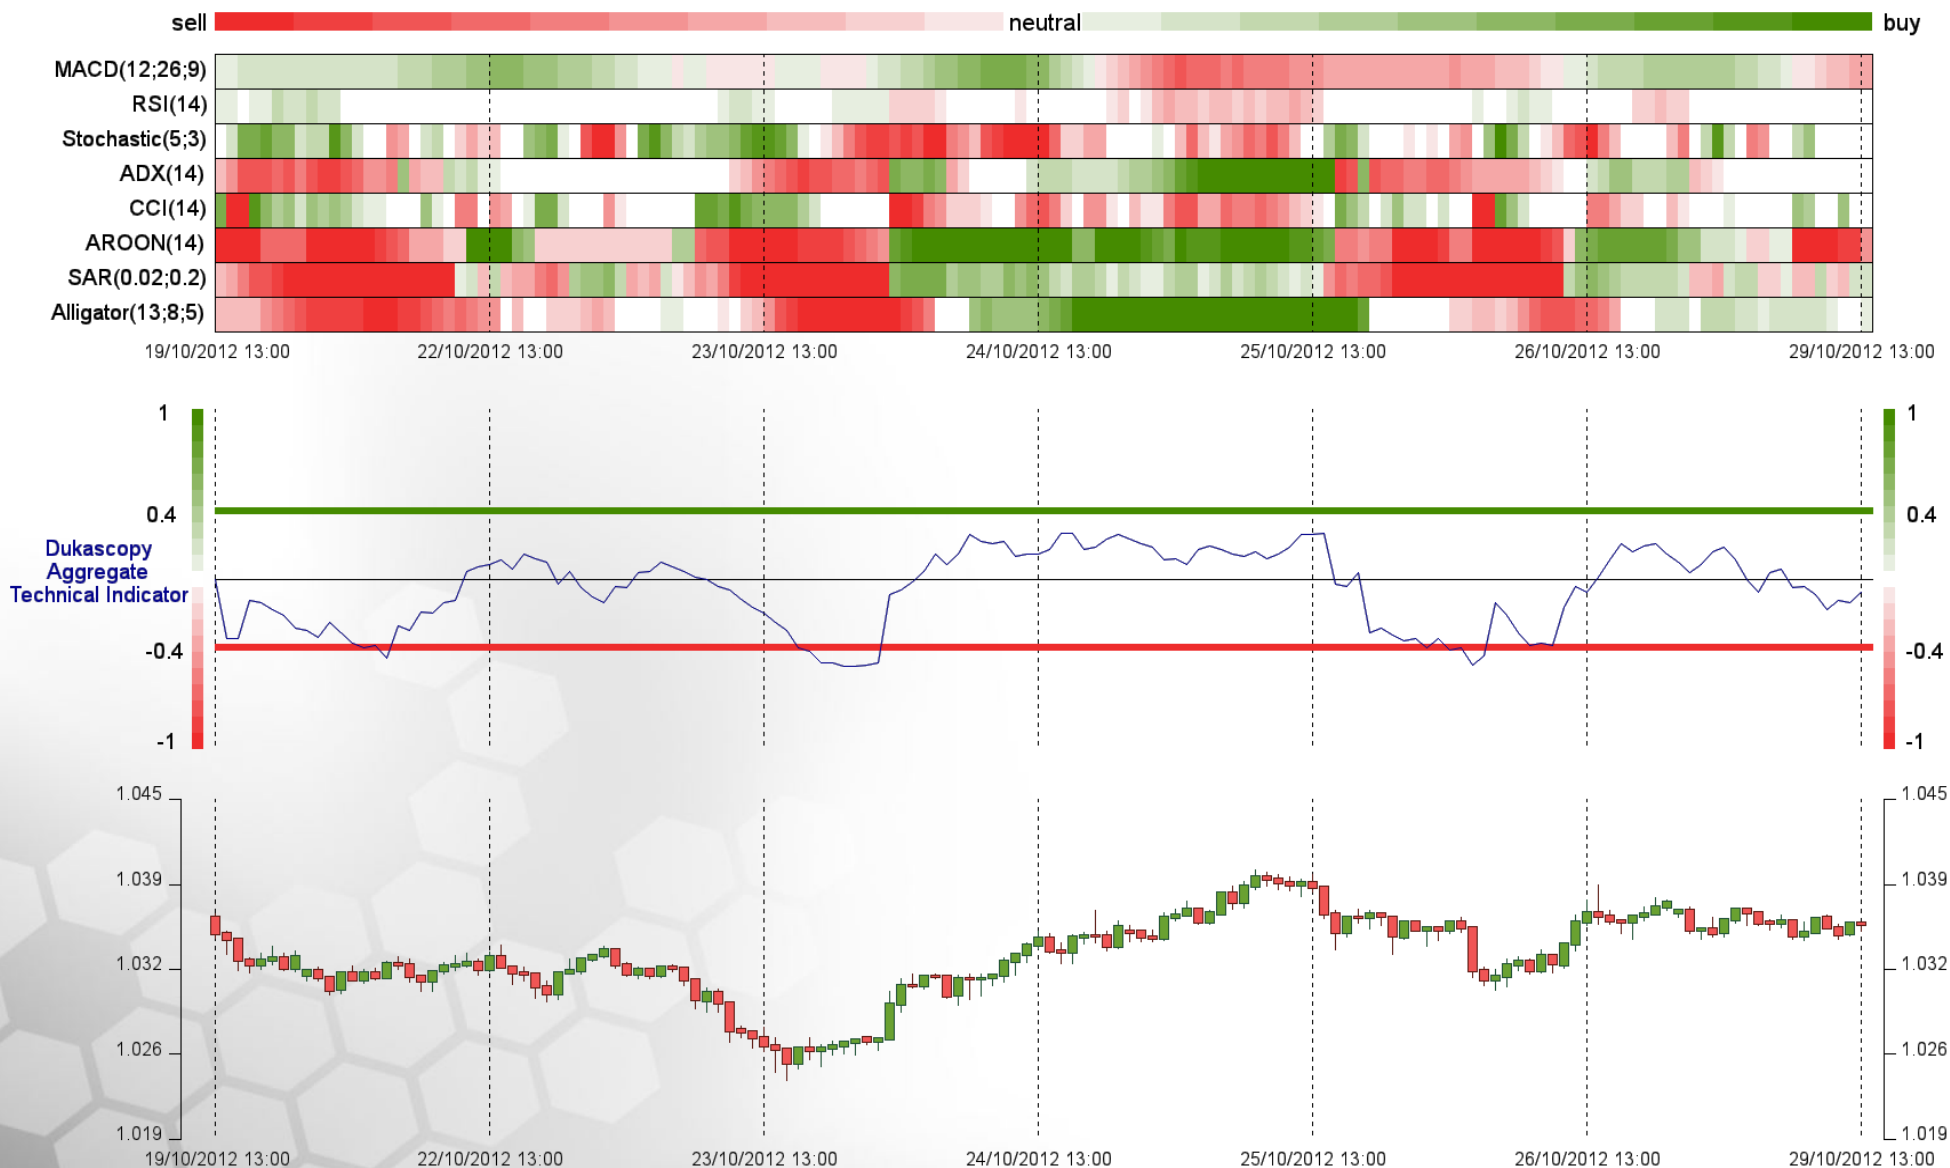 sell neutral buy
MACD(12;26;9)
RSI(14)
Stochastic(5;3)
ADX(14)
CCI(14)
AROON(14)
SAR(0.02;0.2)
Alligator(13;8;5)
19/10/2012 13:00 22/10/2012 13:00 23/10/2012 13:00 24/10/2012 13:00 25/10/2012 13:00 26/10/2012 13:00 29/10/2012 13:00
1 1
0.4 0.4
Dukascopy
Aggregate
Technical Indicator
-0.4 -0.4
-1 -1
1.045 1.045
1.039 1.039
1.032 1.032
1.026 1.026
1.019 1.019
19/10/2012 13:00 22/10/2012 13:00 23/10/2012 13:00 24/10/2012 13:00 25/10/2012 13:00 26/10/2012 13:00 29/10/2012 13:00